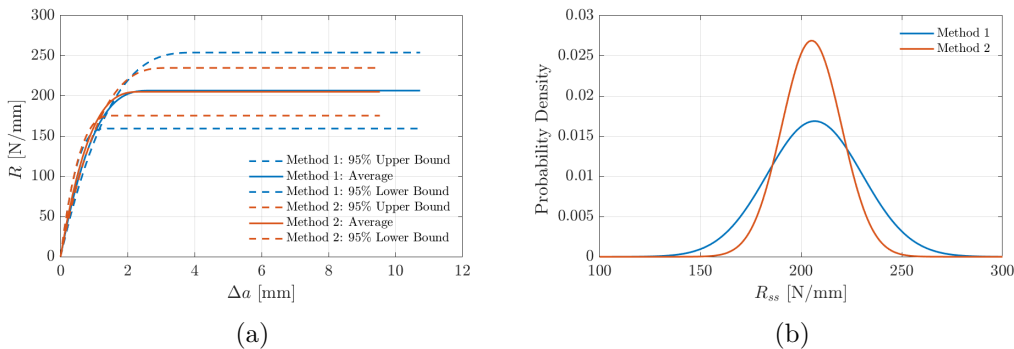 300
250
200
150
100
50
0
R [N/mm]
Method 1: 95% Upper Bound
Method 1: Average
Method 1: 95% Lower Bound
Method 2: 95% Upper Bound
Method 2: Average
Method 2: 95% Lower Bound
0 2 4 6 8 10 12
Δa [mm]
(a)
0.03
0.025
0.02
0.015
0.01
0.005
0
Probability Density
Method 1
Method 2
100 150 200 250 300
R_{ss} [N/mm]
(b)